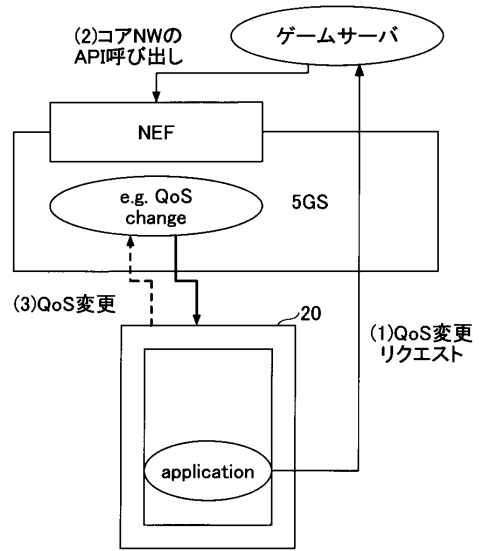 (2)コアNWの
API呼び出し
ゲームサーバ
NEF
e.g. QoS
change
5GS
(3)QoS変更
20
(1)QoS変更
リクエスト
application